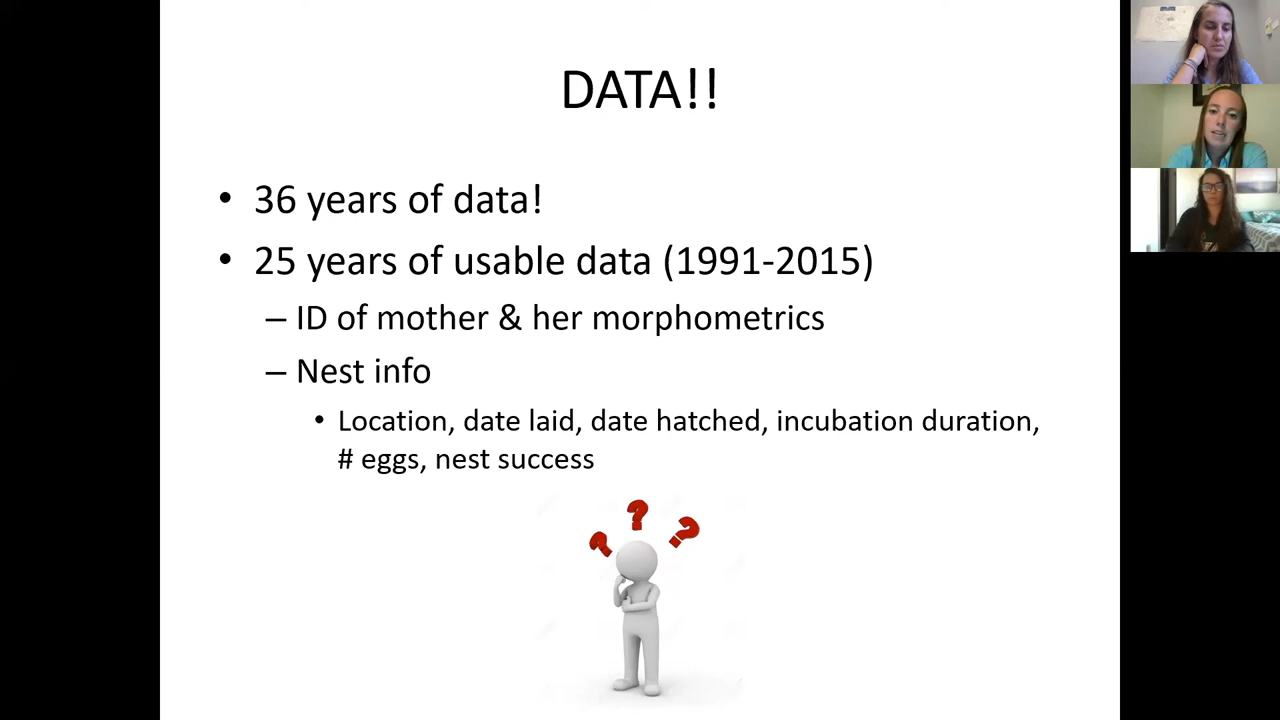 DATA!!
• 36 years of data!
• 25 years of usable data (1991-2015)
– ID of mother & her morphometrics
– Nest info
• Location, date laid, date hatched, incubation duration,
# eggs, nest success
? ? ?